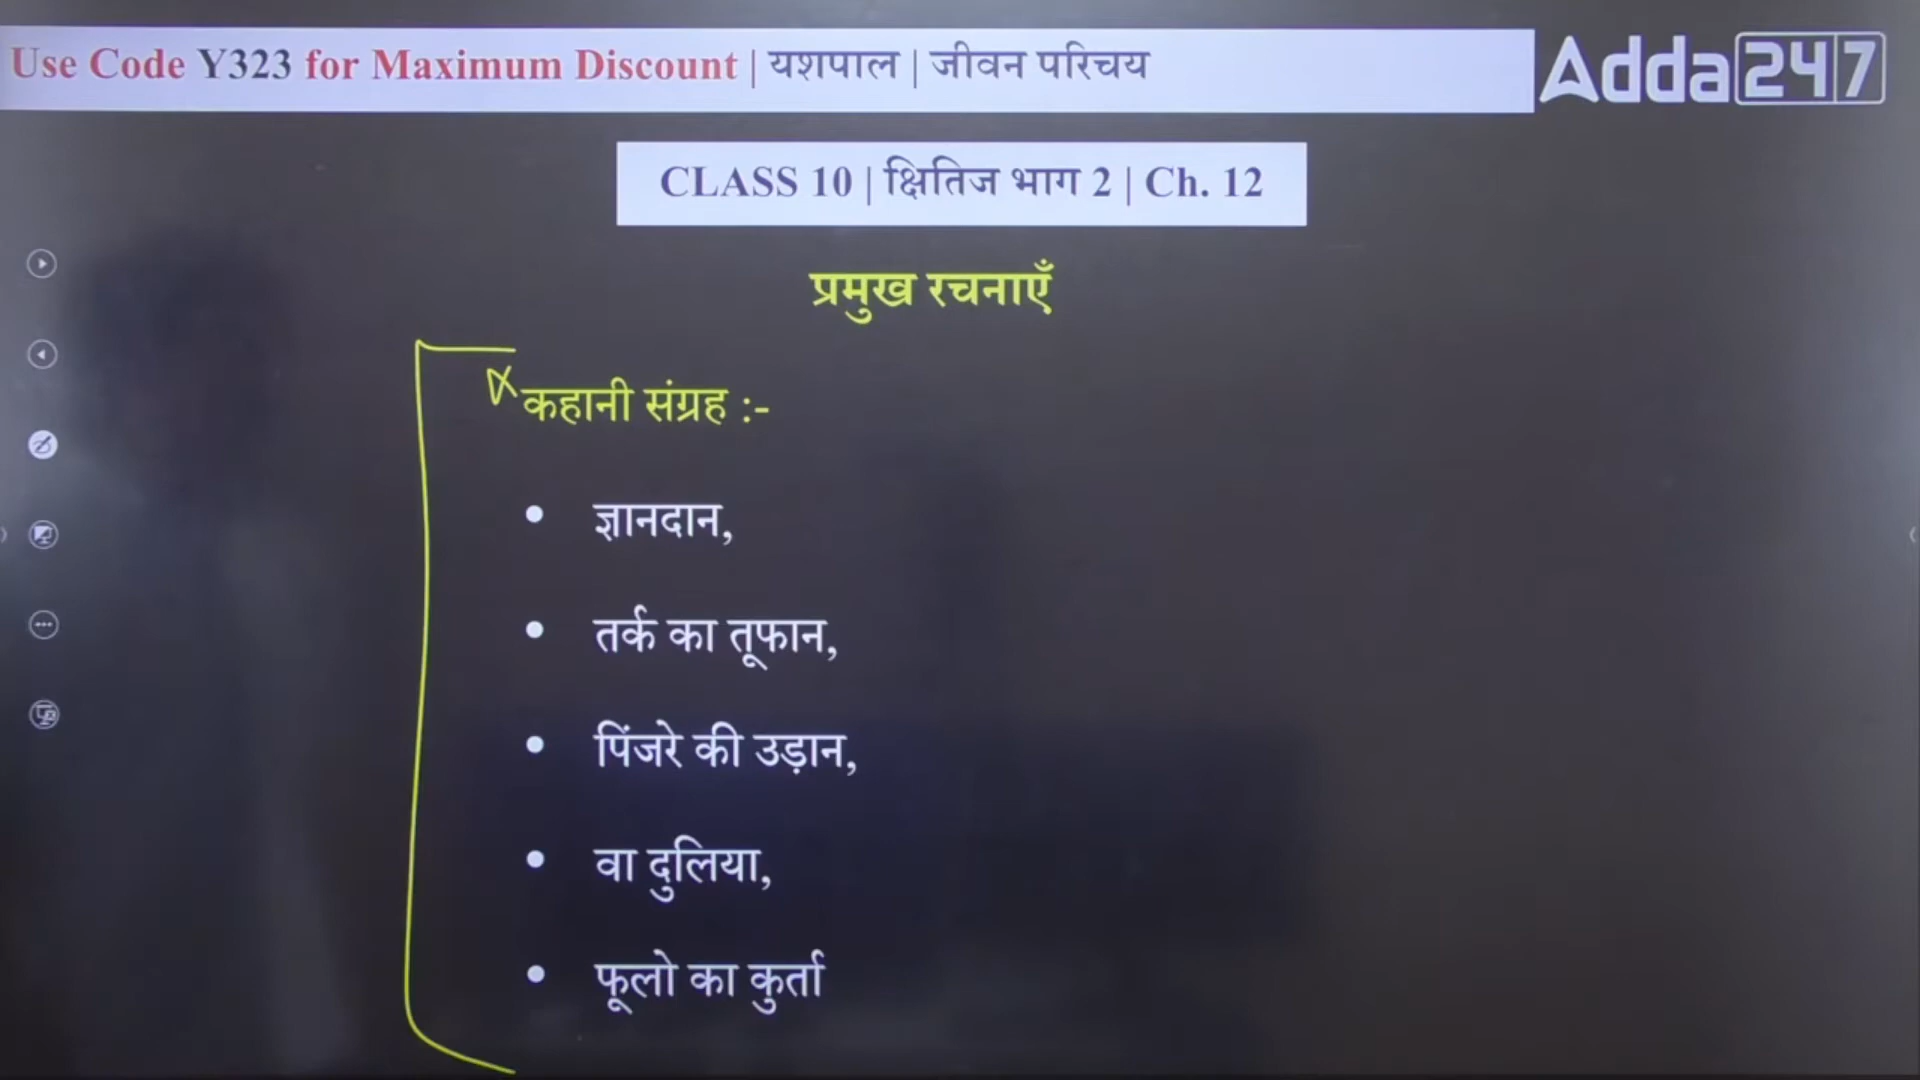 Use Code Y323 for Maximum Discount | यशपाल | जीवन परिचय
Adda247
CLASS 10 | क्षितिज भाग 2 | Ch. 12
प्रमुख रचनाएँ
कहानी संग्रह :-
• ज्ञानदान,
• तर्क का तूफान,
• पिंजरे की उड़ान,
• वा दुलिया,
• फूलो का कुर्ता